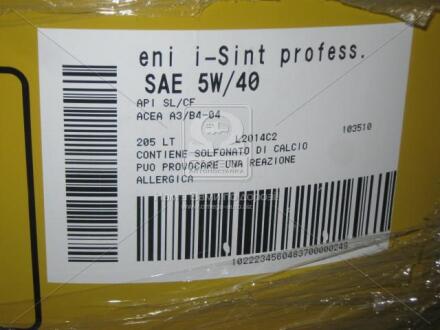 eni i-Sint profess.
SAE 5W/40
API SL/CF
ACEA A3/B4-04
205 LT L2014C2 103510
CONTIENE SOLFONATO DI CALCIO
PUO PROVOCARE UNA REAZIONE
ALLERGICA